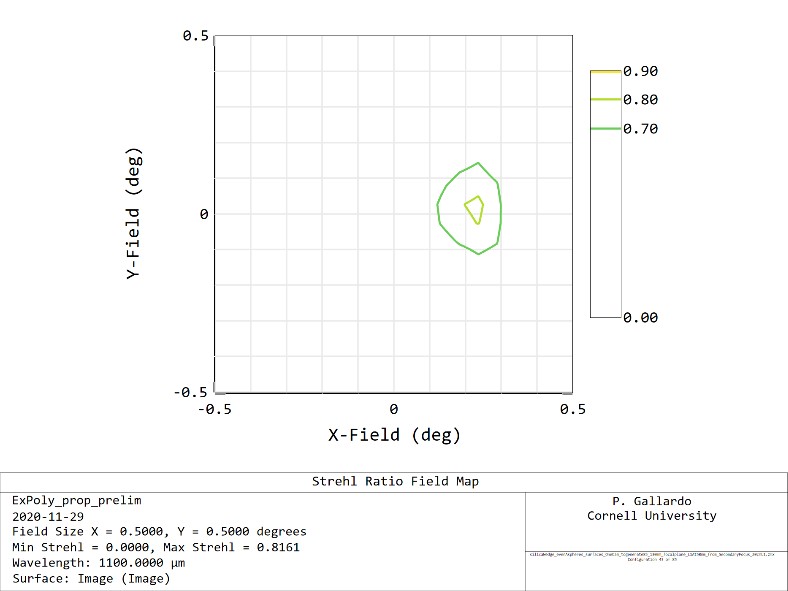 0.5
0
-0.5
Y-Field (deg)
-0.5
0
0.5
X-Field (deg)
0.90
0.80
0.70
0.00
Strehl Ratio Field Map
ExPoly_prop_prelim
2020-11-29
Field Size X = 0.5000, Y = 0.5000 degrees
Min Strehl = 0.0000, Max Strehl = 0.8161
Wavelength: 1100.0000 µm
Surface: Image (Image)
P. Gallardo
Cornell University
Configuration